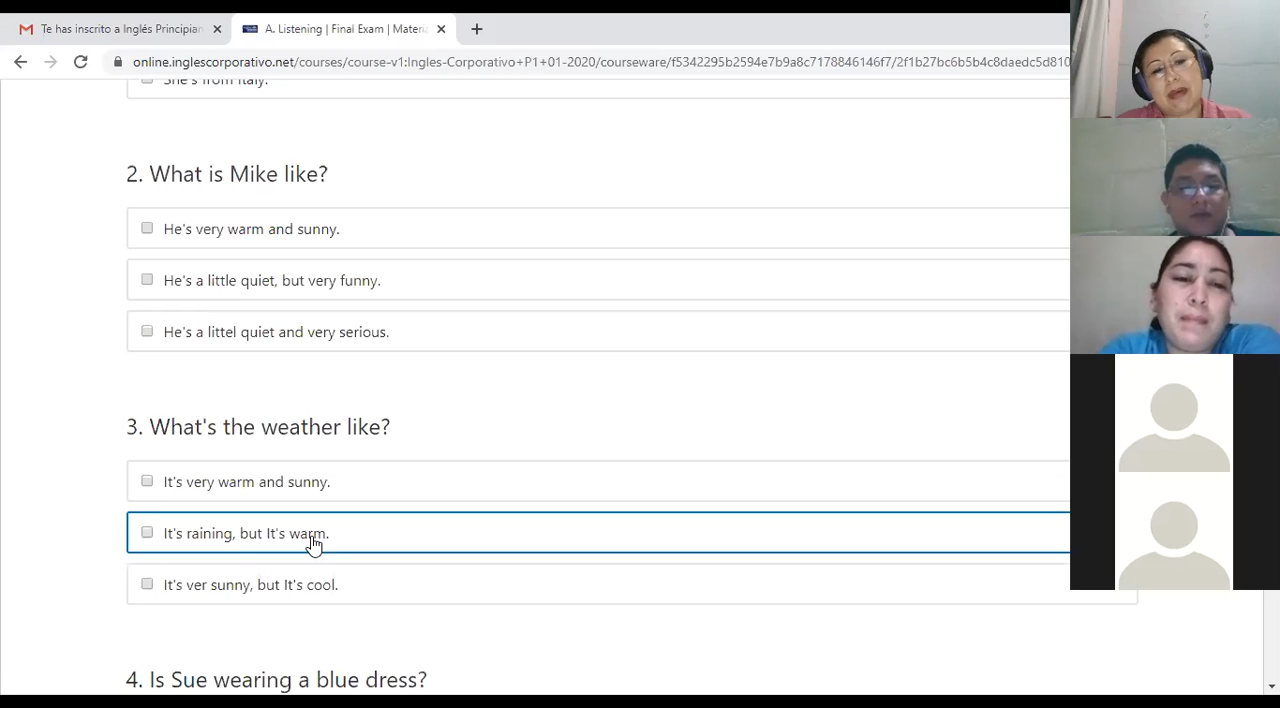 Te has inscrito a Inglés Principian
A. Listening | Final Exam | Materi
online.inglescorporativo.net/courses/course-v1:Ingles-Corporativo+P1+01-2020/courseware/f5342295b2594e7b9a8c7178846146f7/2f1b27bc6b5b4c8daedc5d810
She's from Italy.
2. What is Mike like?
He's very warm and sunny.
He's a little quiet, but very funny.
He's a littel quiet and very serious.
3. What's the weather like?
It's very warm and sunny.
It's raining, but It's warm.
It's ver sunny, but It's cool.
4. Is Sue wearing a blue dress?